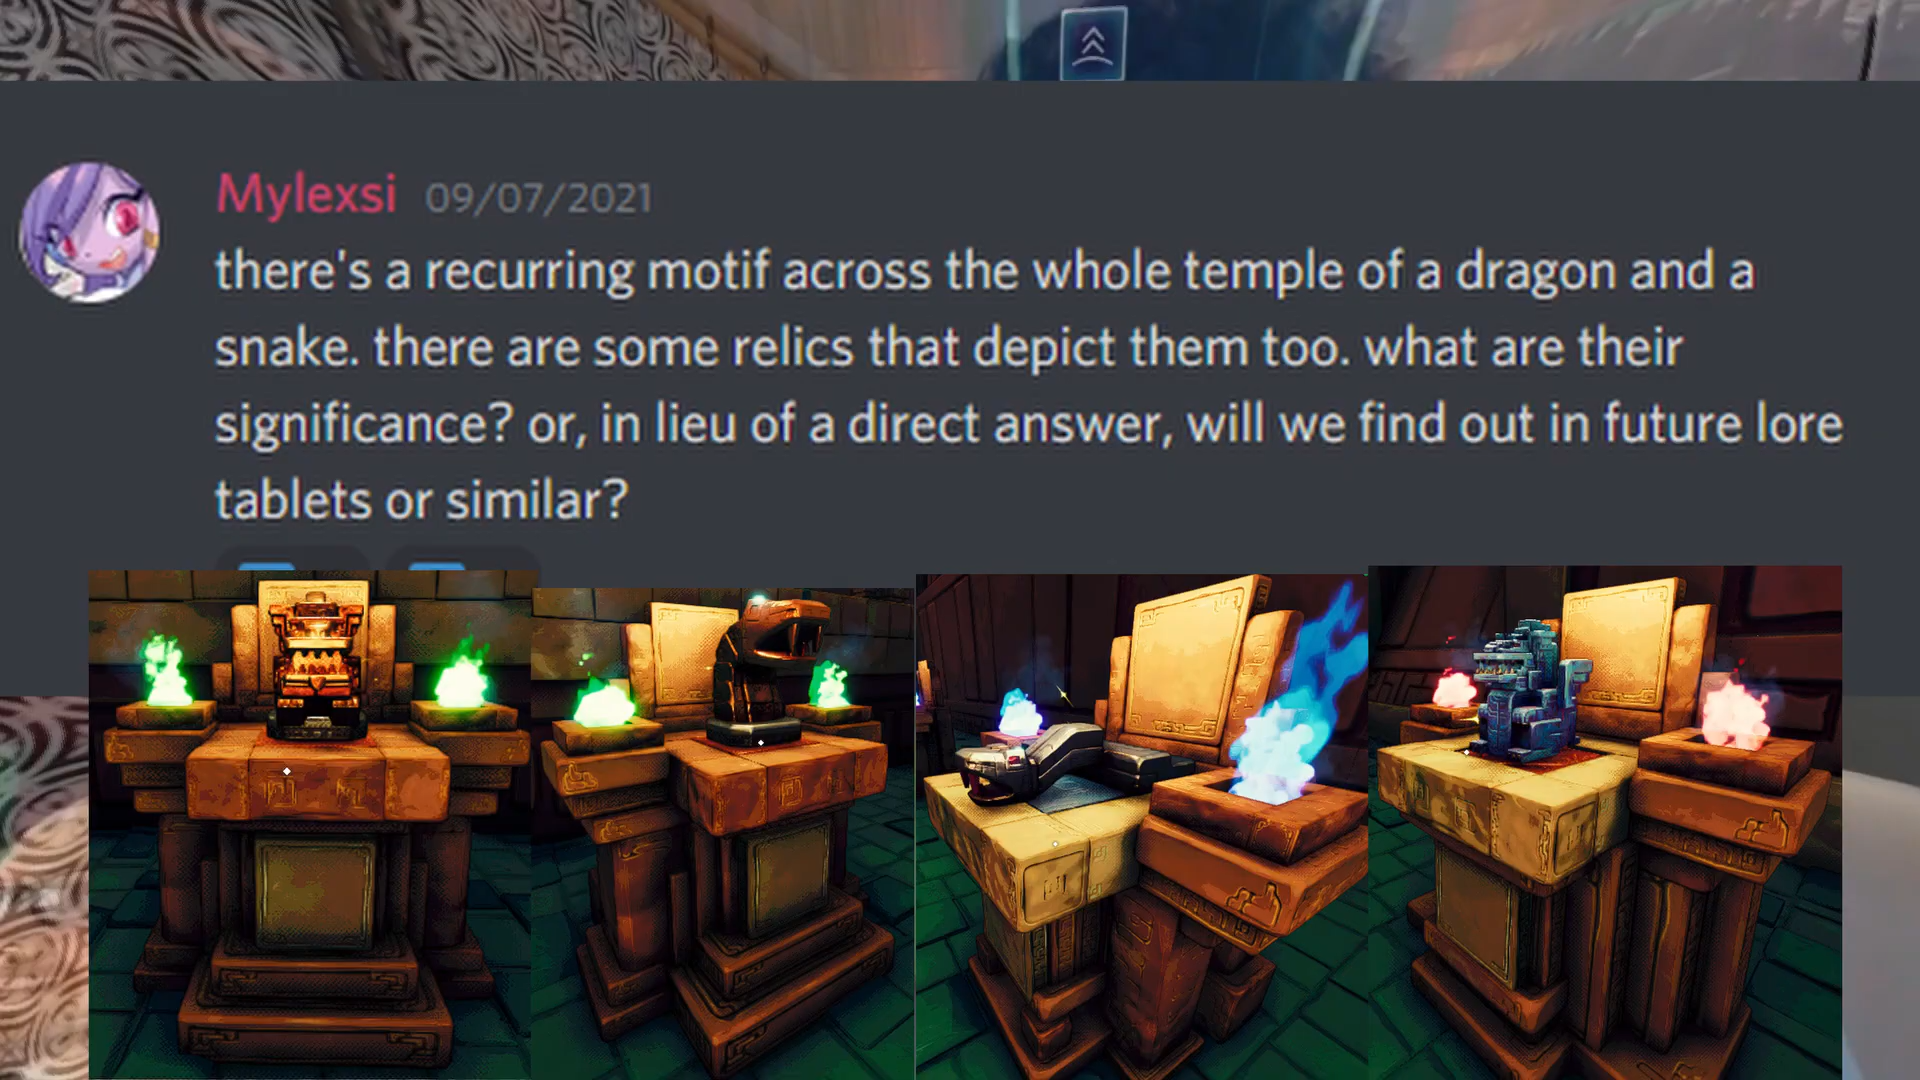 Mylexsi 09/07/2021
there's a recurring motif across the whole temple of a dragon and a
snake. there are some relics that depict them too. what are their
significance? or, in lieu of a direct answer, will we find out in future lore
tablets or similar?